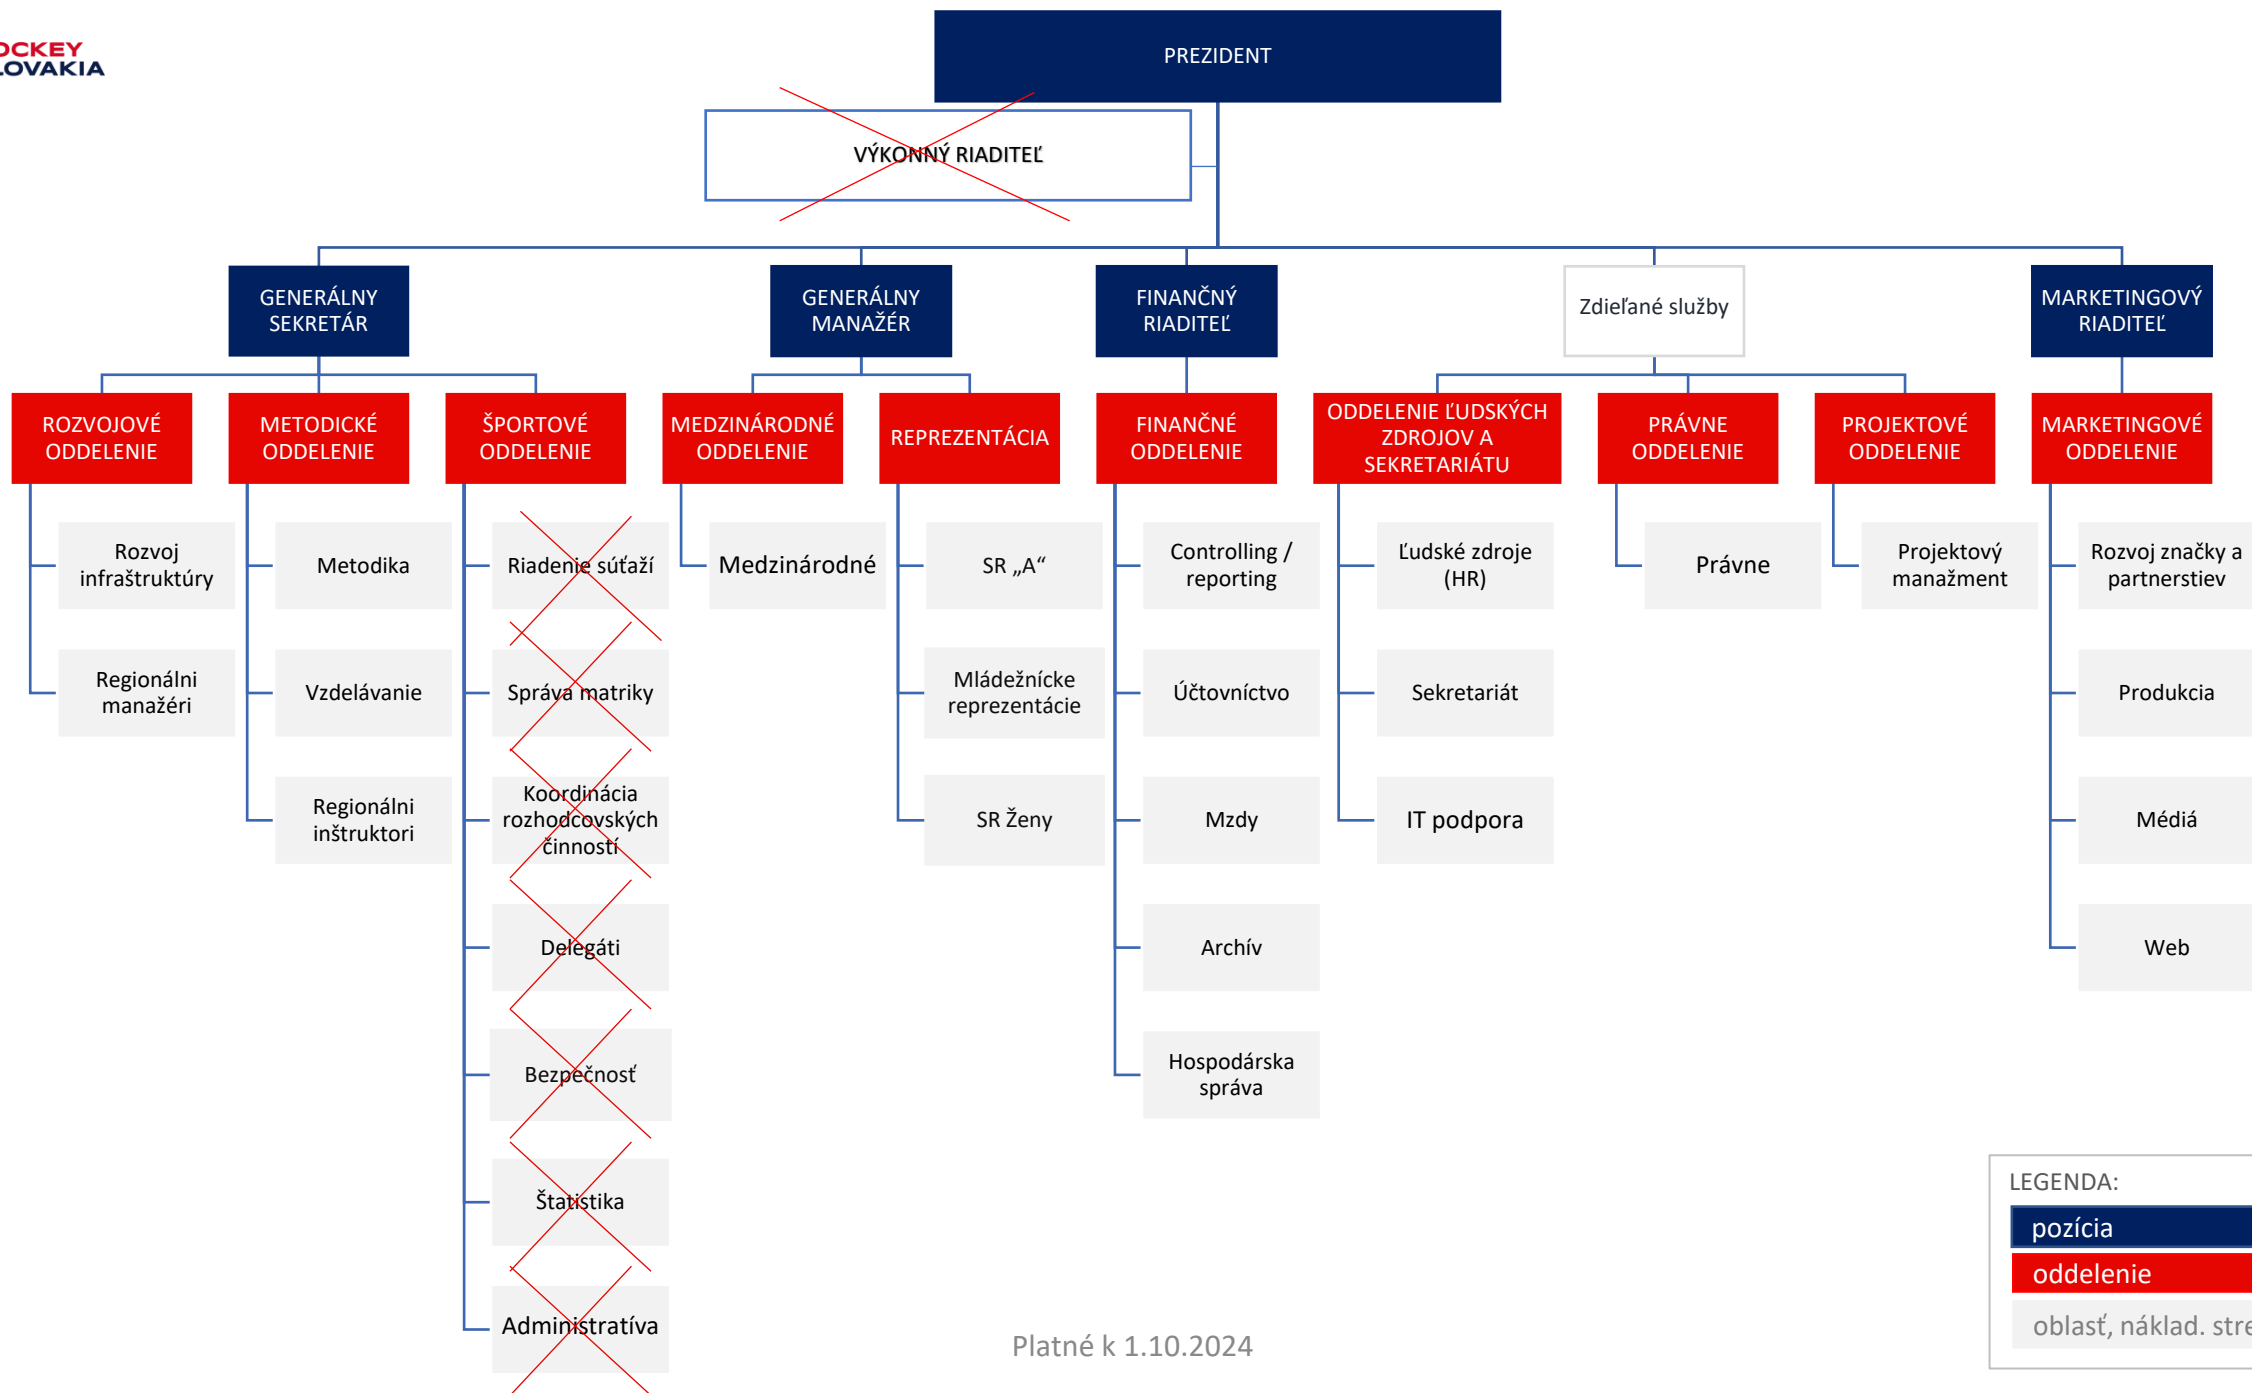 OCKEY
LOVAKIA
PREZIDENT
VÝKONNÝ RIADITEĽ
GENERÁLNY
SEKRETÁR
GENERÁLNY
MANAŽÉR
FINANČNÝ
RIADITEĽ
Zdieľané služby
MARKETINGOVÝ
RIADITEĽ
ROZVOJOVÉ
ODDELENIE
METODICKÉ
ODDELENIE
ŠPORTOVÉ
ODDELENIE
MEDZINÁRODNÉ
ODDELENIE
REPREZENTÁCIA
FINANČNÉ
ODDELENIE
ODDELENIE ĽUDSKÝCH
ZDROJOV A
SEKRETARIÁTU
PRÁVNE
ODDELENIE
PROJEKTOVÉ
ODDELENIE
MARKETINGOVÉ
ODDELENIE
Rozvoj
infraštruktúry
Metodika
Riadenie súťaží
Medzinárodné
SR „A“
Controlling /
reporting
Ľudské zdroje
(HR)
Právne
Projektový
manažment
Rozvoj značky a
partnerstiev
Regionálni
manažéri
Vzdelávanie
Správa matriky
Mládežnícke
reprezentácie
Účtovníctvo
Sekretariát
Produkcia
Regionálni
inštruktori
Koordinácia
rozhodcovských
činností
SR Ženy
Mzdy
IT podpora
Médiá
Delegáti
Archív
Web
Bezpečnosť
Hospodárska
správa
Štatistika
Administratíva
LEGENDA:
pozícia
oddelenie
oblasť, náklad. stre
Platné k 1.10.2024